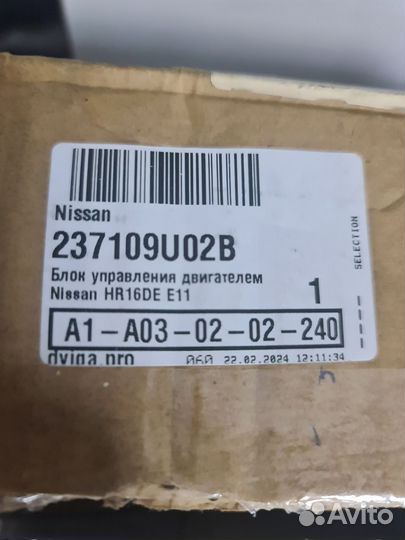 Nissan
237109U02B
Блок управления двигателем
Nissan HR16DE E11
1
SELECTION
A1-A03-02-02-240
dviga.pro 060 22.02.2024 12:11:34
Avito